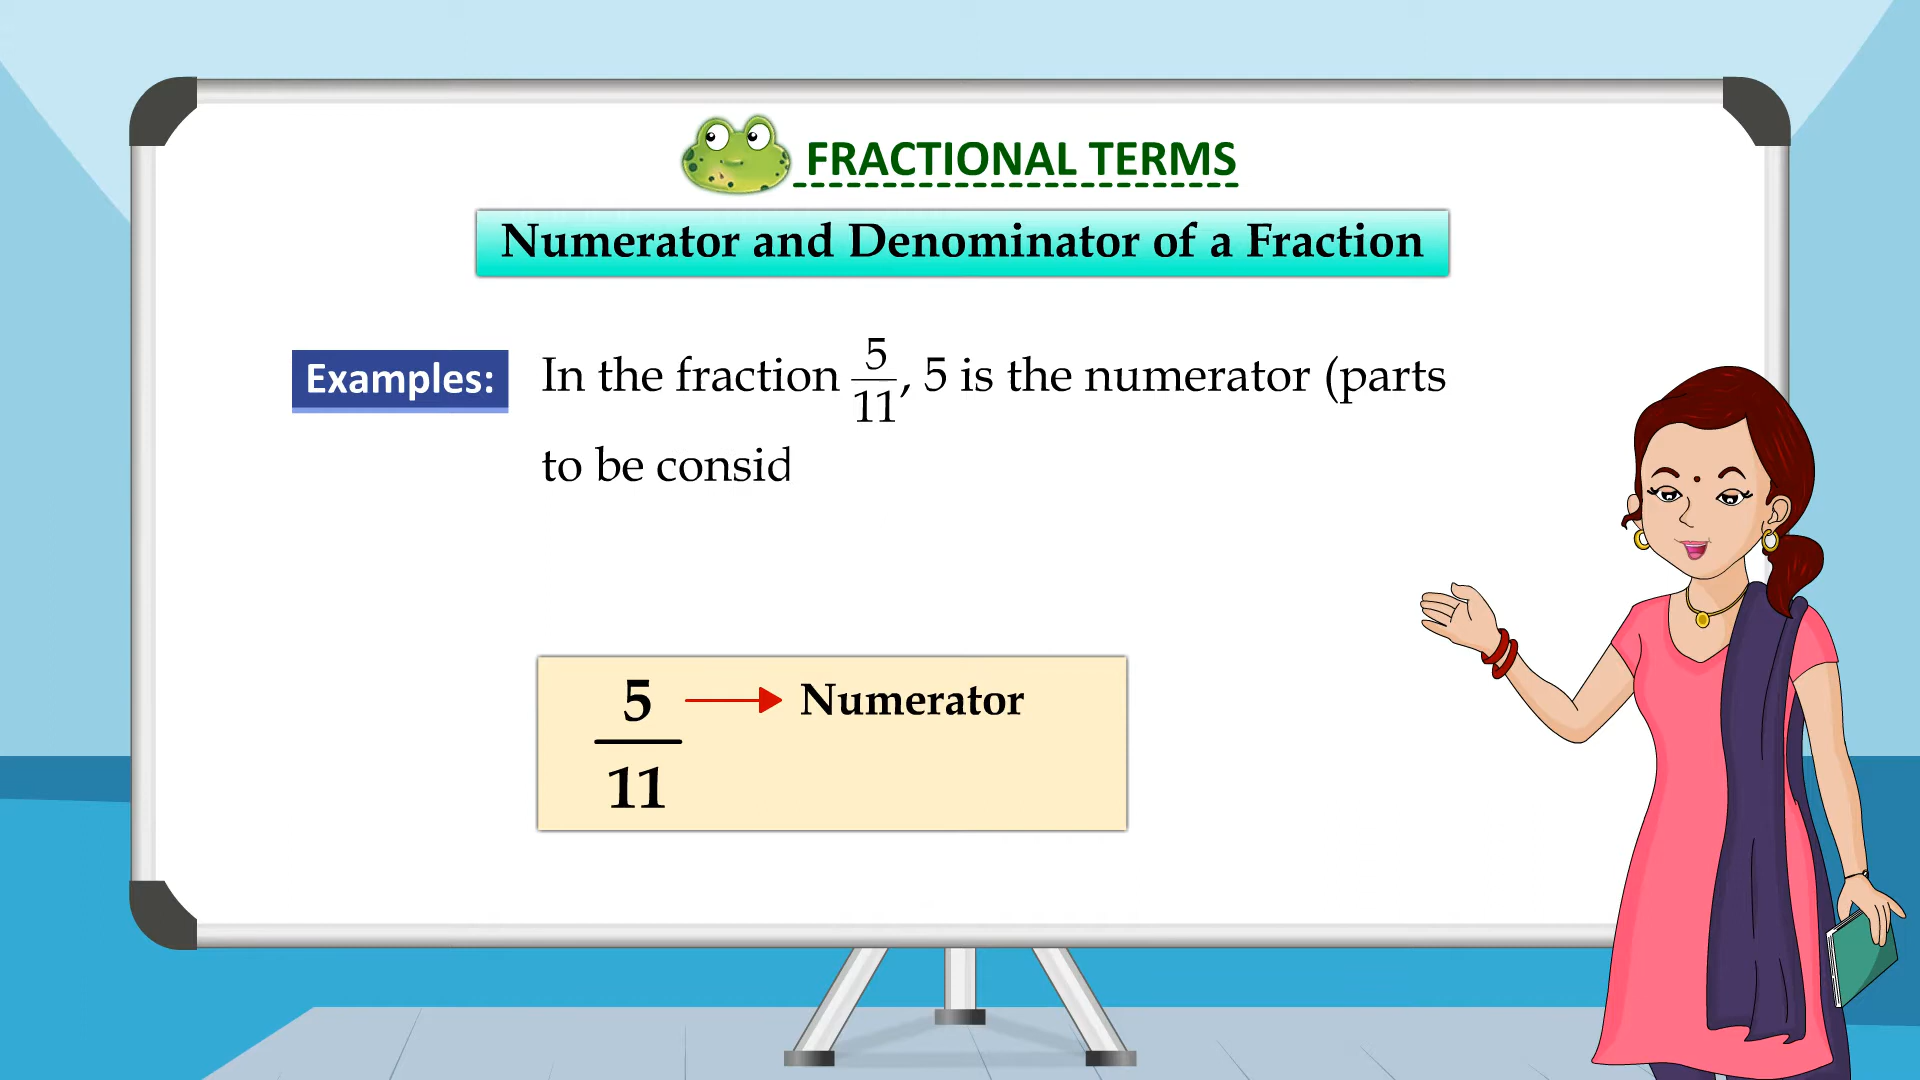 FRACTIONAL TERMS
Numerator and Denominator of a Fraction
Examples: In the fraction 5/11, 5 is the numerator (parts
to be consid
5 → Numerator
11